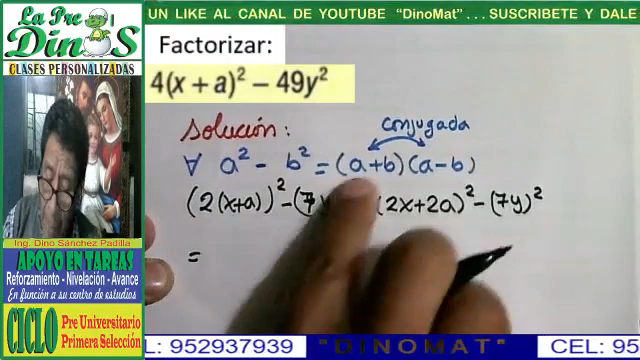 UN LIKE AL CANAL DE YOUTUBE "DinoMat"... SUSCRIBETE Y DALE
La Pre
DinoS
CLASES PERSONALIZADAS
Factorizar:
4(x + a)² − 49y²
Solución:
conjugada
∀ a² − b² = (a+b)(a−b)
(2(x+a))² − (7 (2x+2a)² − (7y)²
=
Ing. Dino Sánchez Padilla
APOYO EN TAREAS
Reforzamiento - Nivelación - Avance
En función a su centro de estudios
CICLO Pre Universitario
Primera Selección
L: 952937939 "DINOMAT" CEL: 95